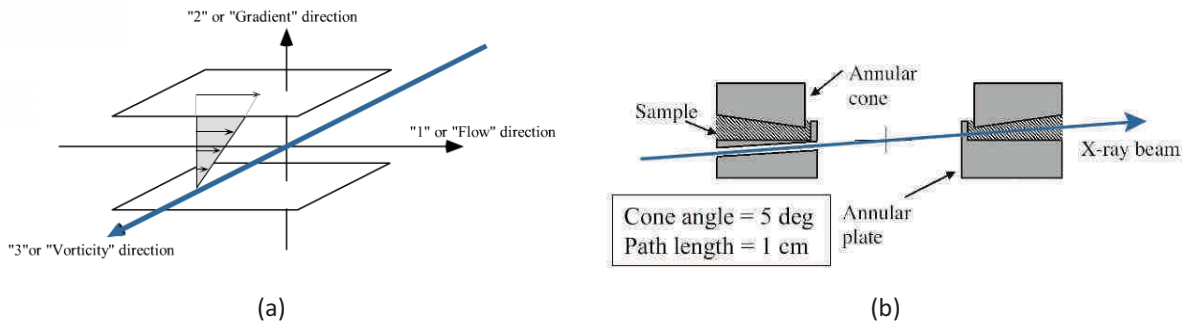 "2" or "Gradient" direction
"1" or "Flow" direction
"3"or "Vorticity" direction
(a)
Annular
cone
Sample
X-ray beam
Cone angle = 5 deg
Path length = 1 cm
Annular
plate
(b)